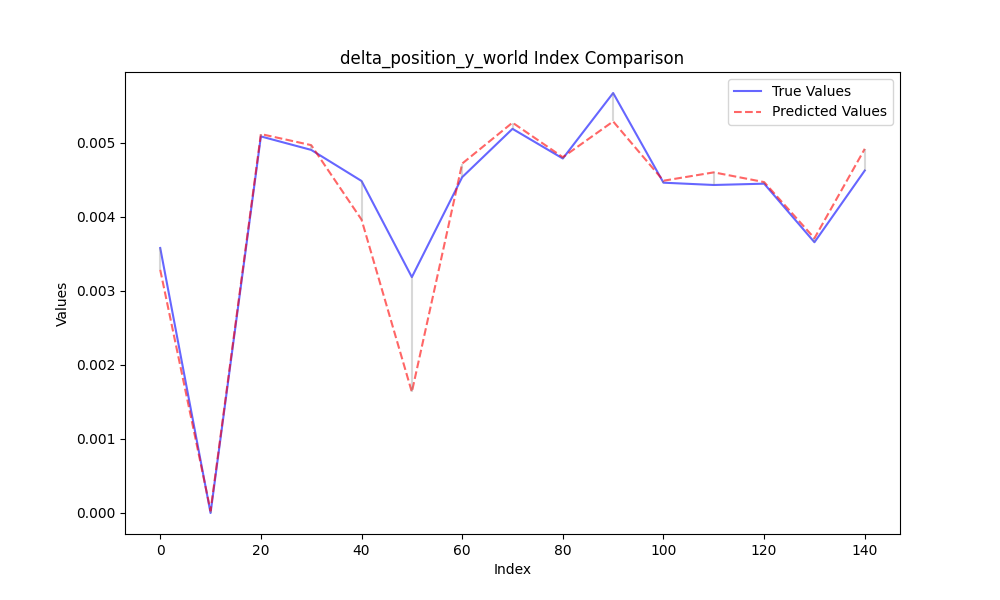 delta_position_y_world Index Comparison
True Values
Predicted Values
Values
0.005
0.004
0.003
0.002
0.001
0.000
0 20 40 60 80 100 120 140
Index